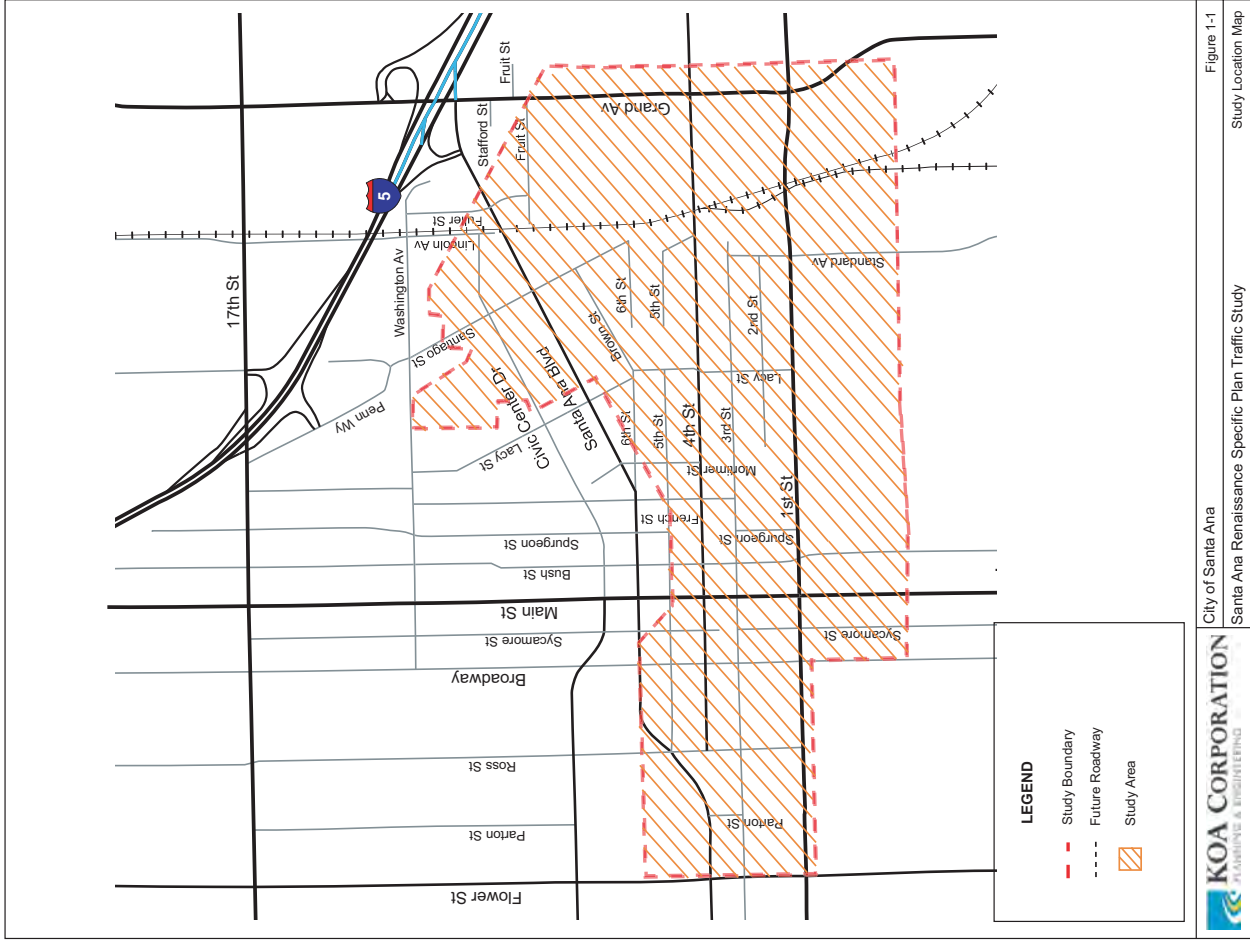 17th St
Washington Av
Penn Wy
Santiago St
Lincoln Av
Fuller St
Stafford St
Fruit St
Fruit St
Grand Av
5
Lacy St
Civic Center Dr
Santa Ana Blvd
Brown St
6th St
5th St
6th St
5th St
4th St
3rd St
2nd St
Lacy St
Standard Av
Mortimer St
1st St
French St
Spurgeon St
Spurgeon St
Bush St
Main St
Sycamore St
Sycamore St
Broadway
Ross St
Parton St
Parton St
Flower St
LEGEND
Study Boundary
Future Roadway
Study Area
KOA CORPORATION
PLANNING & ENGINEERING
City of Santa Ana
Santa Ana Renaissance Specific Plan Traffic Study
Figure 1-1
Study Location Map